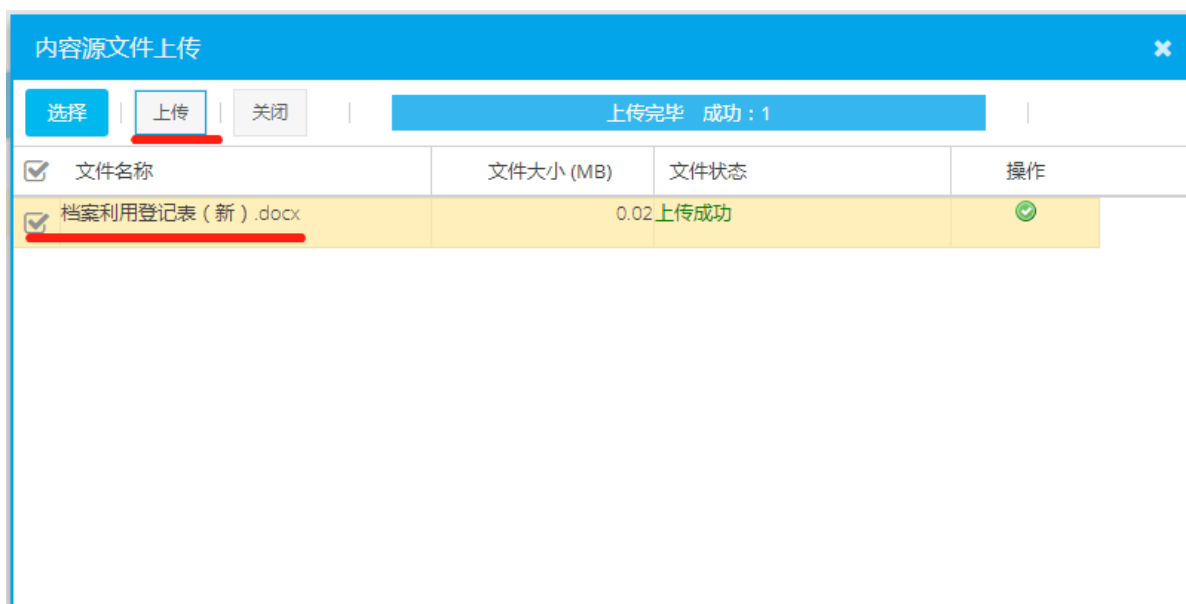 内容源文件上传
选择 上传 关闭 上传完毕 成功：1
文件名称 文件大小 (MB) 文件状态 操作
档案利用登记表（新）.docx 0.02 上传成功